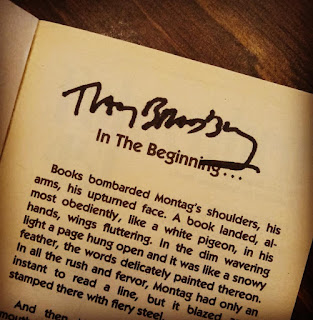 Ray Bradbury
In The Beginning...
Books bombarded Montag's shoulders, his
arms, his upturned face. A book landed, al-
most obediently, like a white pigeon, in his
hands, wings fluttering. In the dim wavering
light a page hung open and it was like a snowy
feather, the words delicately painted thereon.
In all the rush and fervor, Montag had only an
instant to read a line, but it blazed
stamped there with fiery steel.
And then